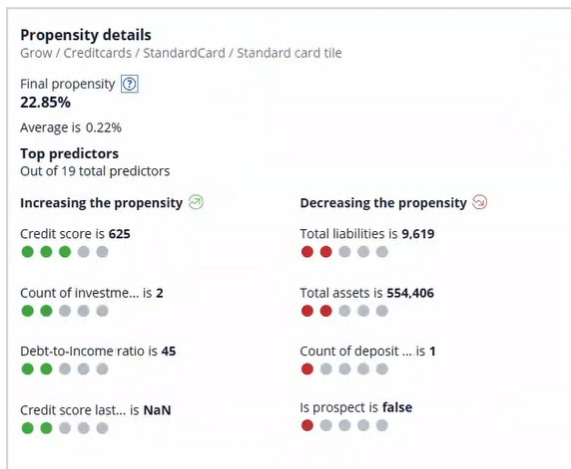 Propensity details
Grow / Creditcards / StandardCard / Standard card tile
Final propensity ?
22.85%
Average is 0.22%
Top predictors
Out of 19 total predictors
Increasing the propensity
Credit score is 625
Count of investme... is 2
Debt-to-Income ratio is 45
Credit score last... is NaN
Decreasing the propensity
Total liabilities is 9,619
Total assets is 554,406
Count of deposit ... is 1
Is prospect is false